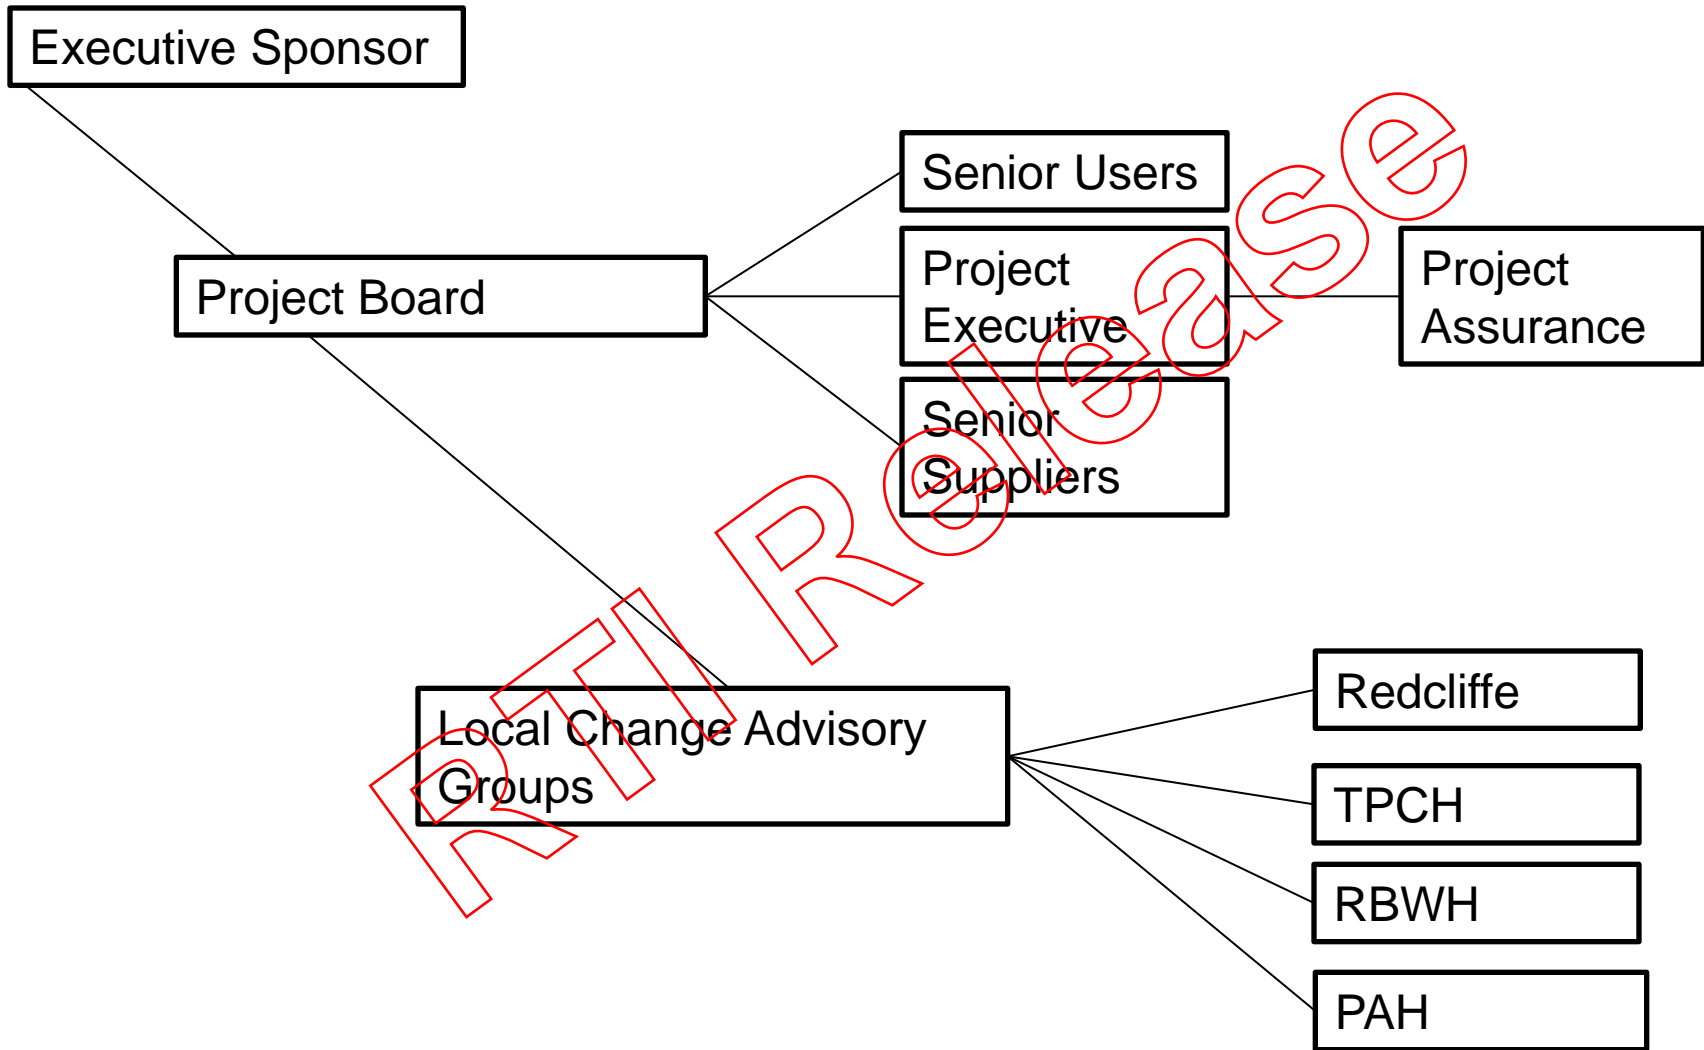 Executive Sponsor
Senior Users
Project Board
Project
Executive
Project
Assurance
Senior
Suppliers
Local Change Advisory
Groups
Redcliffe
TPCH
RBWH
PAH
RTI Release